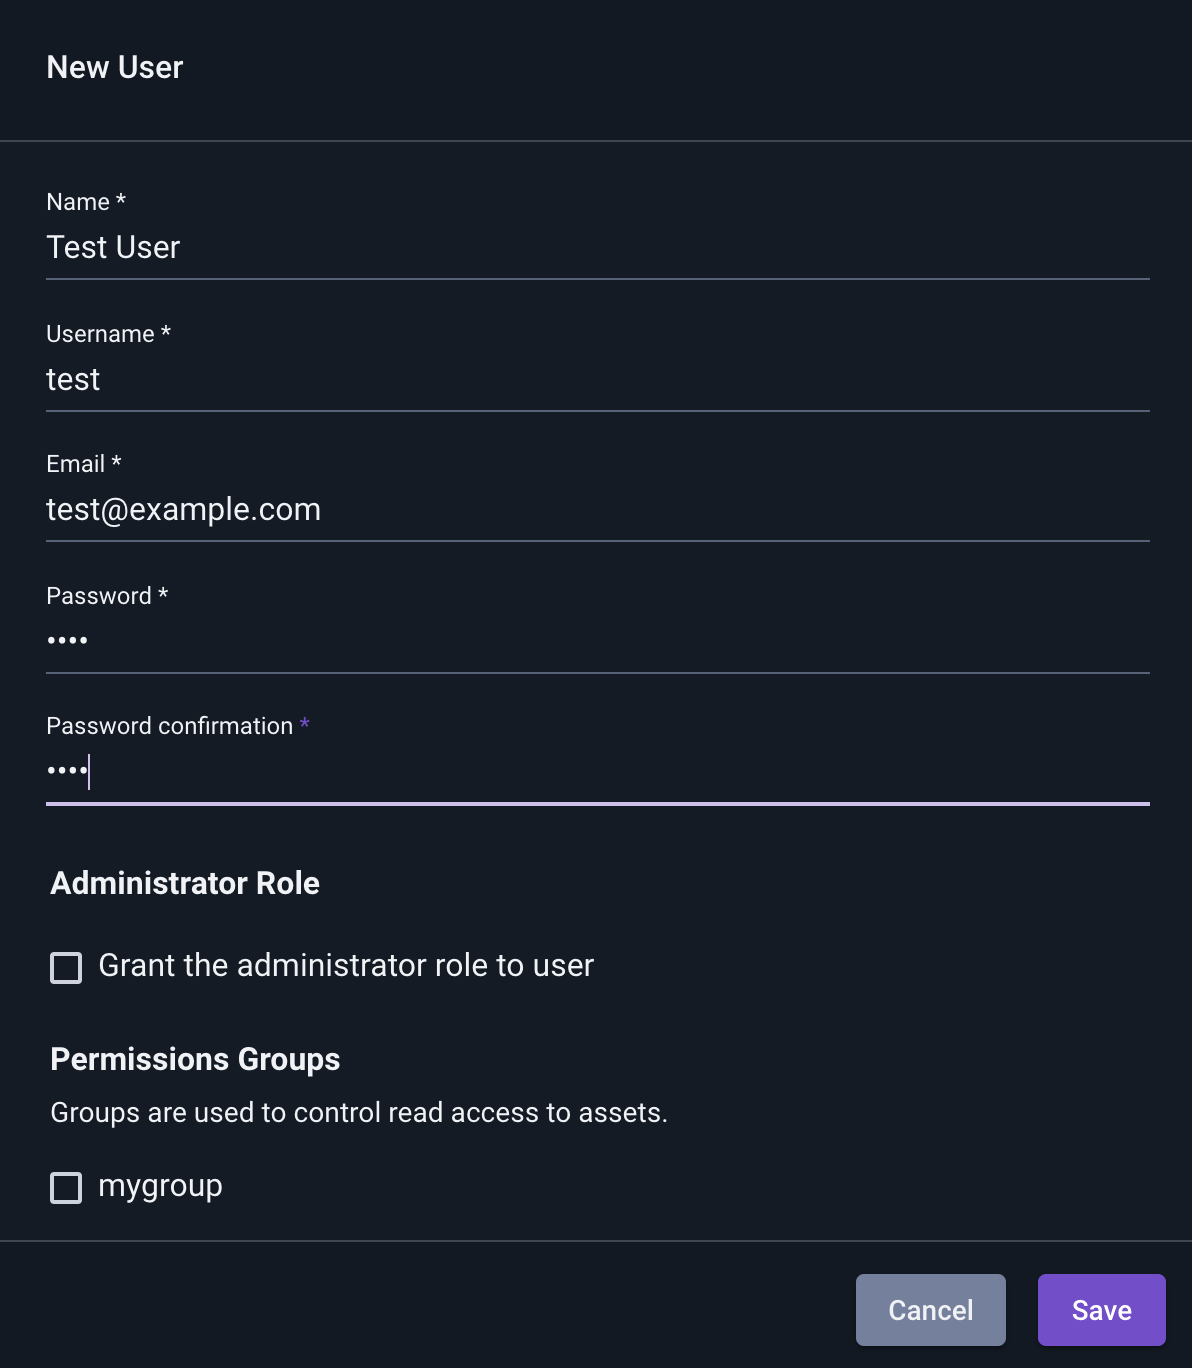 New User
Name *
Test User
Username *
test
Email *
test@example.com
Password *
••••
Password confirmation *
••••
Administrator Role
Grant the administrator role to user
Permissions Groups
Groups are used to control read access to assets.
mygroup
Cancel
Save